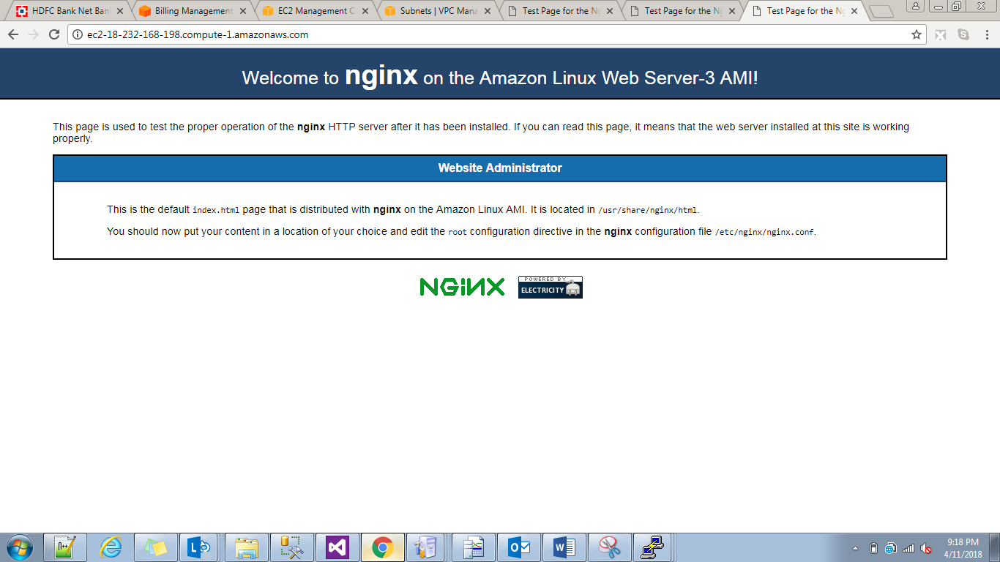 HDFC Bank Net Ban
Billing Management
EC2 Management C
Subnets | VPC Mana
Test Page for the Ng
Test Page for the Ng
Test Page for the Ng
ec2-18-232-168-198.compute-1.amazonaws.com
Welcome to nginx on the Amazon Linux Web Server-3 AMI!
This page is used to test the proper operation of the nginx HTTP server after it has been installed. If you can read this page, it means that the web server installed at this site is working
properly.
Website Administrator
This is the default index.html page that is distributed with nginx on the Amazon Linux AMI. It is located in /usr/share/nginx/html.
You should now put your content in a location of your choice and edit the root configuration directive in the nginx configuration file /etc/nginx/nginx.conf.
NGINX
POWERED BY
ELECTRICITY
9:18 PM
4/11/2018